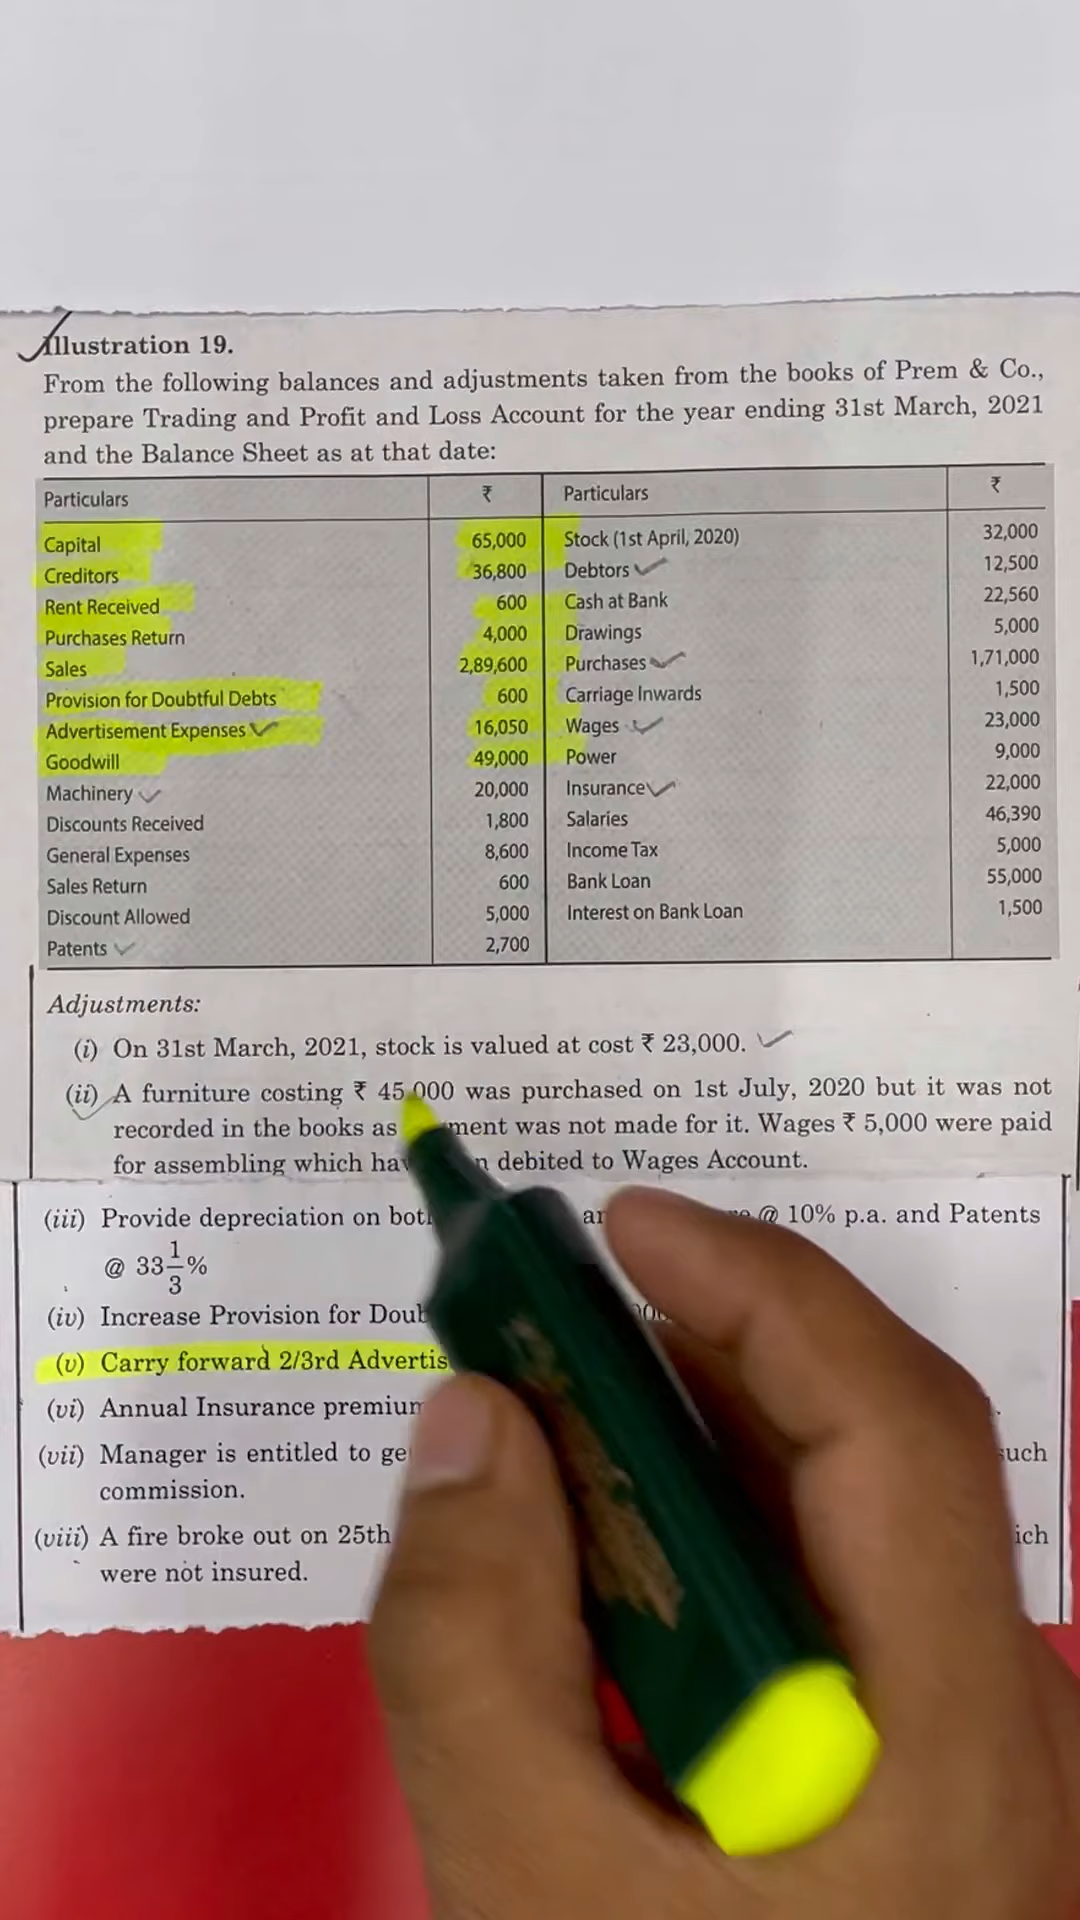 Illustration 19.
From the following balances and adjustments taken from the books of Prem & Co.,
prepare Trading and Profit and Loss Account for the year ending 31st March, 2021
and the Balance Sheet as at that date:
Particulars ₹ Particulars ₹
Capital 65,000 Stock (1st April, 2020) 32,000
Creditors 36,800 Debtors 12,500
Rent Received 600 Cash at Bank 22,560
Purchases Return 4,000 Drawings 5,000
Sales 2,89,600 Purchases 1,71,000
Provision for Doubtful Debts 600 Carriage Inwards 1,500
Advertisement Expenses 16,050 Wages 23,000
Goodwill 49,000 Power 9,000
Machinery 20,000 Insurance 22,000
Discounts Received 1,800 Salaries 46,390
General Expenses 8,600 Income Tax 5,000
Sales Return 600 Bank Loan 55,000
Discount Allowed 5,000 Interest on Bank Loan 1,500
Patents 2,700
Adjustments:
(i) On 31st March, 2021, stock is valued at cost ₹ 23,000.
(ii) A furniture costing ₹ 45,000 was purchased on 1st July, 2020 but it was not
recorded in the books as was not made for it. Wages ₹ 5,000 were paid
for assembling which debited to Wages Account.
(iii) Provide depreciation on @ 10% p.a. and Patents
@ 33 1/3%
(iv) Increase Provision for
(v) Carry forward 2/3rd
(vi) Annual Insurance
(vii) Manager is entitled to such
commission.
(viii) A fire broke out on 25th
were not insured.